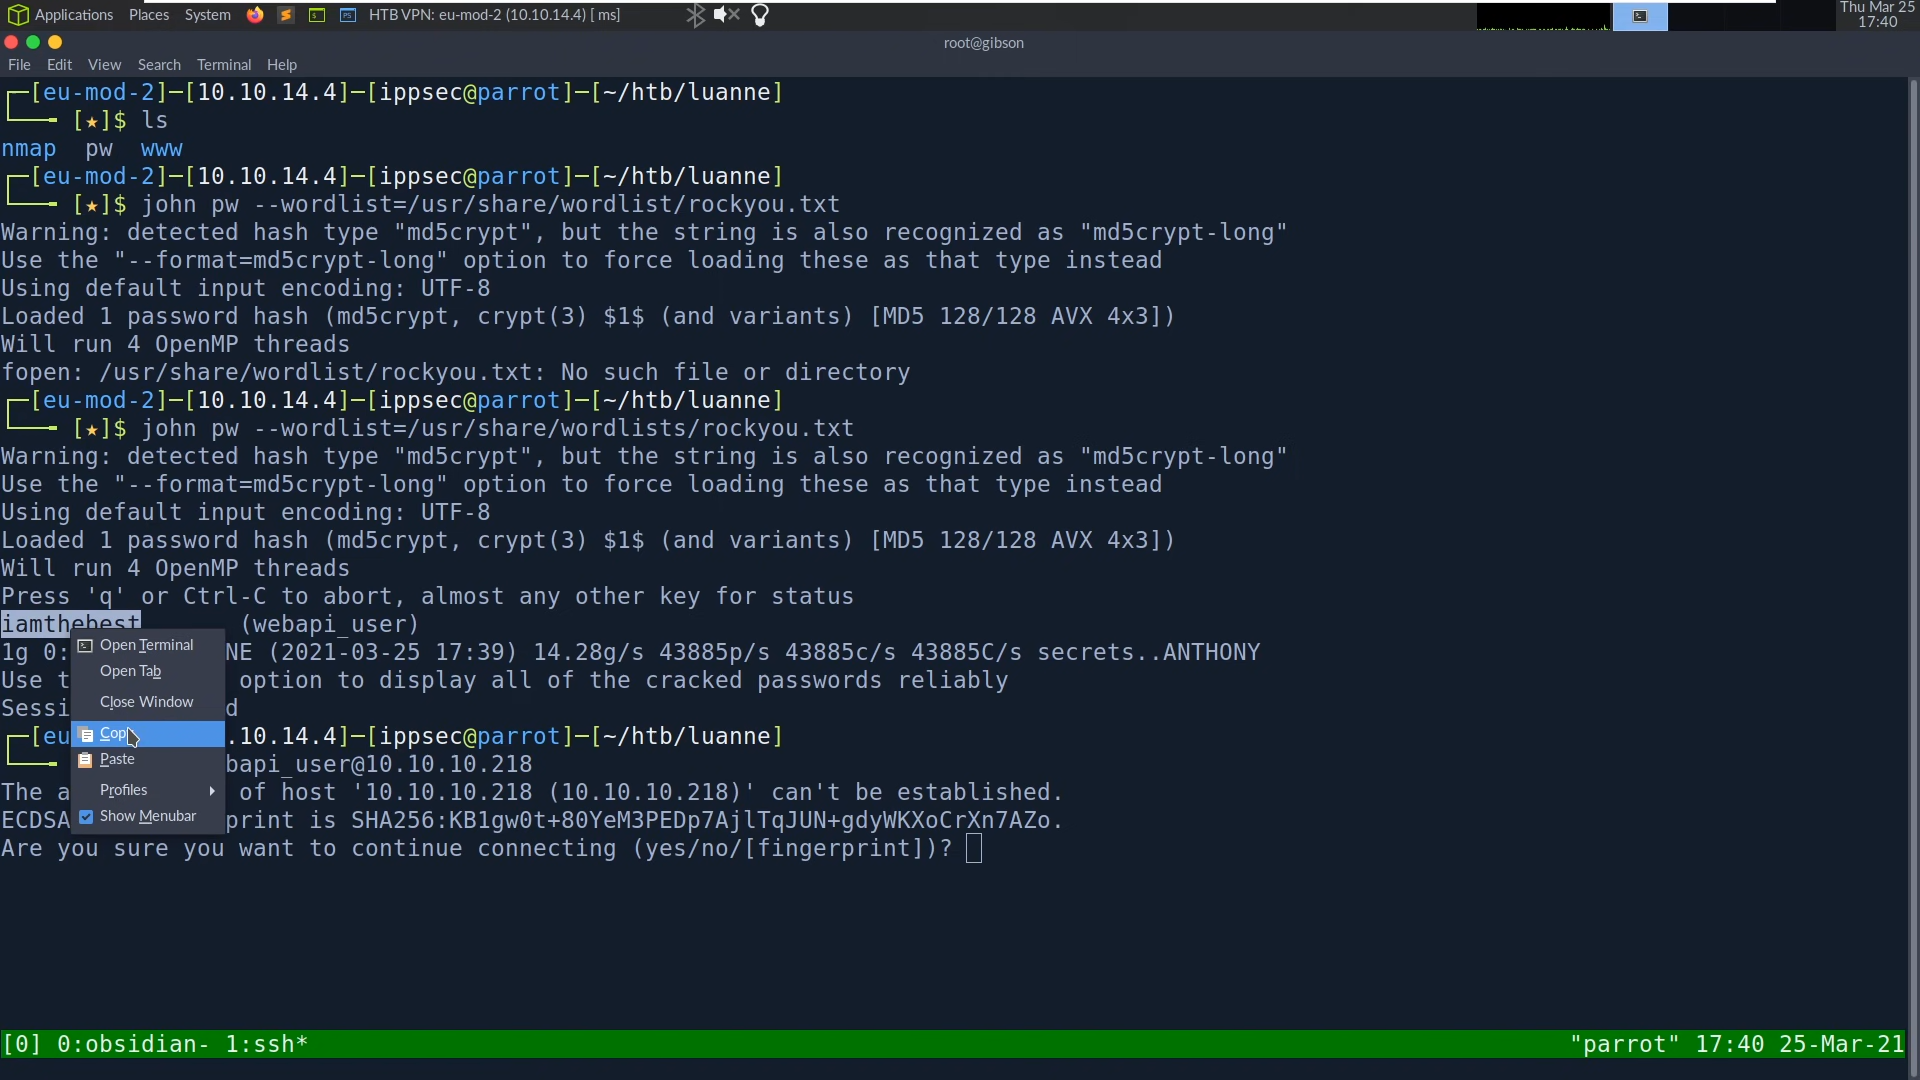 Applications Places System HTB VPN: eu-mod-2 (10.10.14.4) [ ms] Thu Mar 25
17:40
root@gibson
File Edit View Search Terminal Help
[eu-mod-2]─[10.10.14.4]─[ippsec@parrot]─[~/htb/luanne]
[★]$ ls
nmap pw www
[eu-mod-2]─[10.10.14.4]─[ippsec@parrot]─[~/htb/luanne]
[★]$ john pw --wordlist=/usr/share/wordlist/rockyou.txt
Warning: detected hash type "md5crypt", but the string is also recognized as "md5crypt-long"
Use the "--format=md5crypt-long" option to force loading these as that type instead
Using default input encoding: UTF-8
Loaded 1 password hash (md5crypt, crypt(3) $1$ (and variants) [MD5 128/128 AVX 4x3])
Will run 4 OpenMP threads
fopen: /usr/share/wordlist/rockyou.txt: No such file or directory
[eu-mod-2]─[10.10.14.4]─[ippsec@parrot]─[~/htb/luanne]
[★]$ john pw --wordlist=/usr/share/wordlists/rockyou.txt
Warning: detected hash type "md5crypt", but the string is also recognized as "md5crypt-long"
Use the "--format=md5crypt-long" option to force loading these as that type instead
Using default input encoding: UTF-8
Loaded 1 password hash (md5crypt, crypt(3) $1$ (and variants) [MD5 128/128 AVX 4x3])
Will run 4 OpenMP threads
Press 'q' or Ctrl-C to abort, almost any other key for status
iamthebest (webapi_user)
1g 0: NE (2021-03-25 17:39) 14.28g/s 43885p/s 43885c/s 43885C/s secrets..ANTHONY
Use t option to display all of the cracked passwords reliably
Sessi d
[eu .10.14.4]─[ippsec@parrot]─[~/htb/luanne]
bapi_user@10.10.10.218
The a of host '10.10.10.218 (10.10.10.218)' can't be established.
ECDSA print is SHA256:KB1gw0t+80YeM3PEDp7AjlTqJUN+gdyWKXoCrXn7AZo.
Are you sure you want to continue connecting (yes/no/[fingerprint])?
Open Terminal
Open Tab
Close Window
Copy
Paste
Profiles
Show Menubar
[0] 0:obsidian- 1:ssh* "parrot" 17:40 25-Mar-21